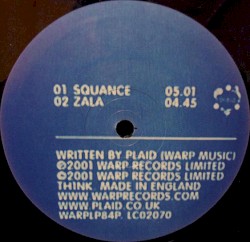 01 SQUANCE 05.01
02 ZALA 04.45
WRITTEN BY PLAID (WARP MUSIC)
©2001 WARP RECORDS LIMITED
©2001 WARP RECORDS LIMITED
TH1NK. MADE IN ENGLAND
WWW.WARPRECORDS.COM
WWW.PLAID.CO.UK
WARPLP84P. LC02070